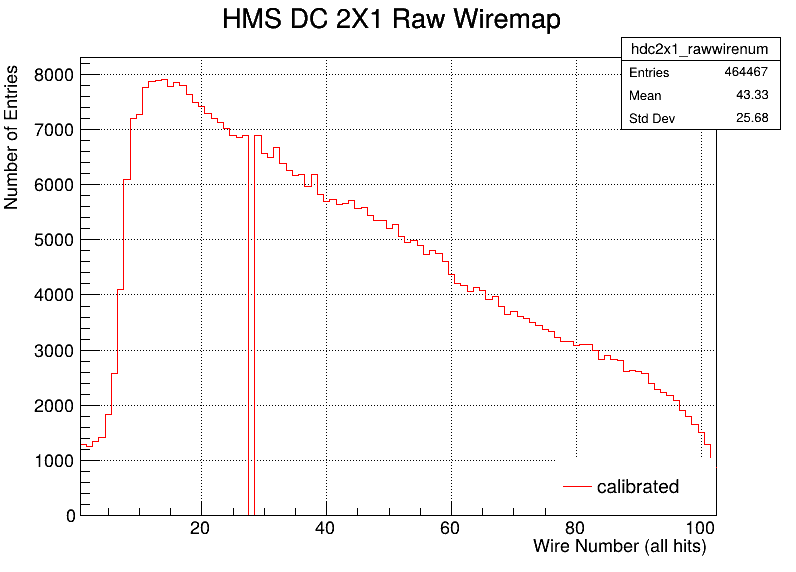 HMS DC 2X1 Raw Wiremap
hdc2x1_rawwirenum
Entries 464467
Mean 43.33
Std Dev 25.68
Number of Entries
8000
7000
6000
5000
4000
3000
2000
1000
0
calibrated
20 40 60 80 100
Wire Number (all hits)